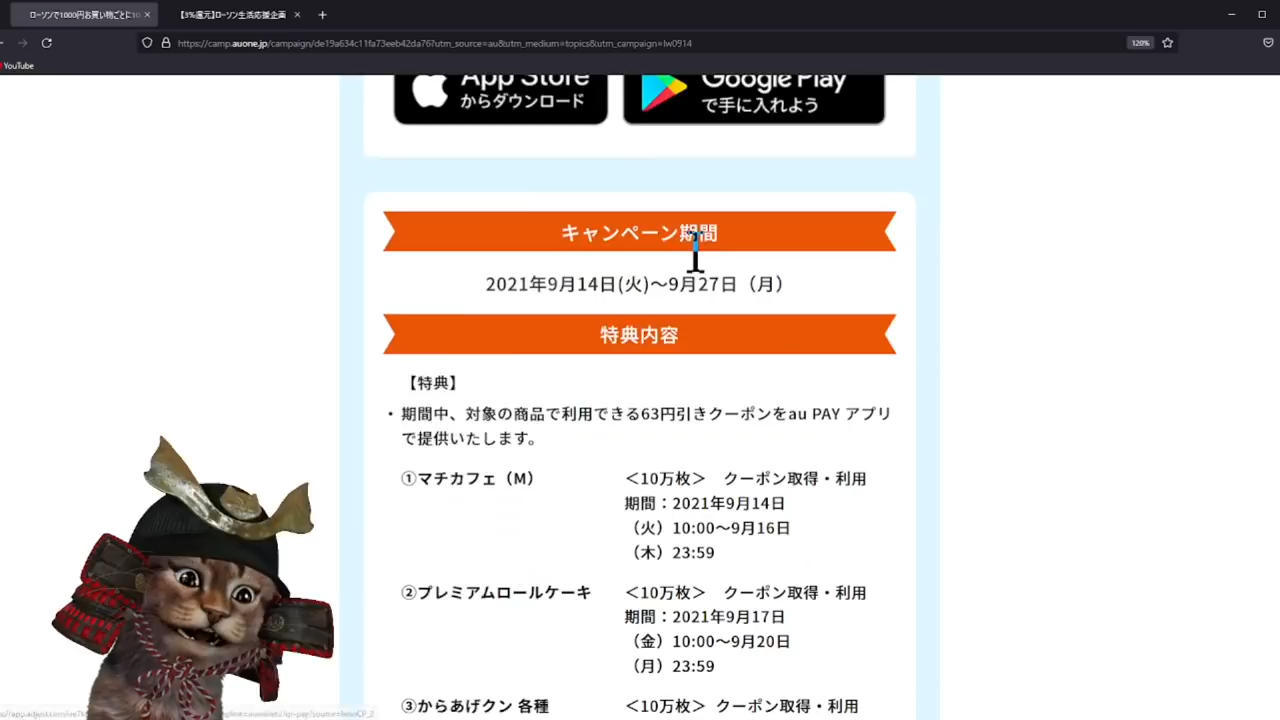 ローソンで1000円お買い物ごとに10
【3%還元】ローソン生活応援企画
https://camp.auone.jp/campaign/de19a634c11fa73eeb42da76?utm_source=au&utm_medium=topics&utm_campaign=lw0914
120%
YouTube
App Store
からダウンロード
Google Play
で手に入れよう
キャンペーン期間
2021年9月14日(火)～9月27日（月）
特典内容
【特典】
・期間中、対象の商品で利用できる63円引きクーポンをau PAY アプリ
で提供いたします。
①マチカフェ（M）
＜10万枚＞ クーポン取得・利用
期間：2021年9月14日
（火）10:00～9月16日
（木）23:59
②プレミアムロールケーキ
＜10万枚＞ クーポン取得・利用
期間：2021年9月17日
（金）10:00～9月20日
（月）23:59
③からあげクン 各種
＜10万枚＞ クーポン取得・利用